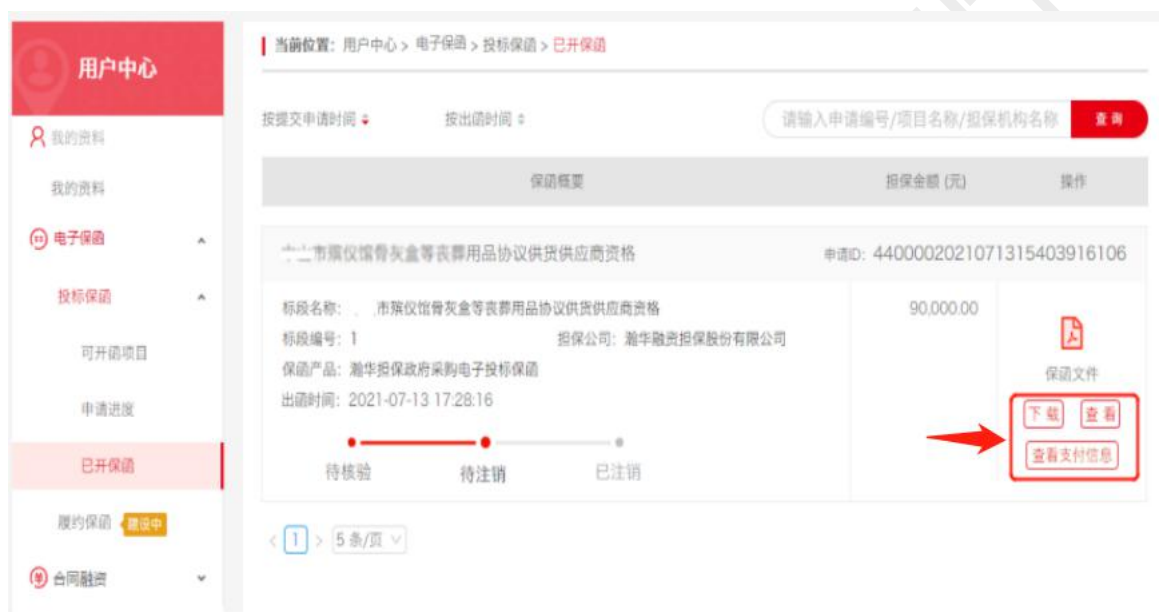 用户中心
我的资料
我的资料
电子保函
投标保函
可开函项目
申请进度
已开保函
履约保函 建设中
合同融资
当前位置：用户中心 > 电子保函 > 投标保函 > 已开保函
按提交申请时间 按出函时间 请输入申请编号/项目名称/担保机构名称 查询
保函概要 担保金额 (元) 操作
市殡仪馆骨灰盒等丧葬用品协议供货供应商资格 申请ID: 44000020210713154039161​06
标段名称： 市殡仪馆骨灰盒等丧葬用品协议供货供应商资格 90,000.00
标段编号：1 担保公司：瀚华融资担保股份有限公司
保函产品：瀚华担保政府采购电子投标保函
出函时间：2021-07-13 17:28:16
保函文件
下载 查看
查看支付信息
待核验 待注销 已注销
< 1 > 5 条/页